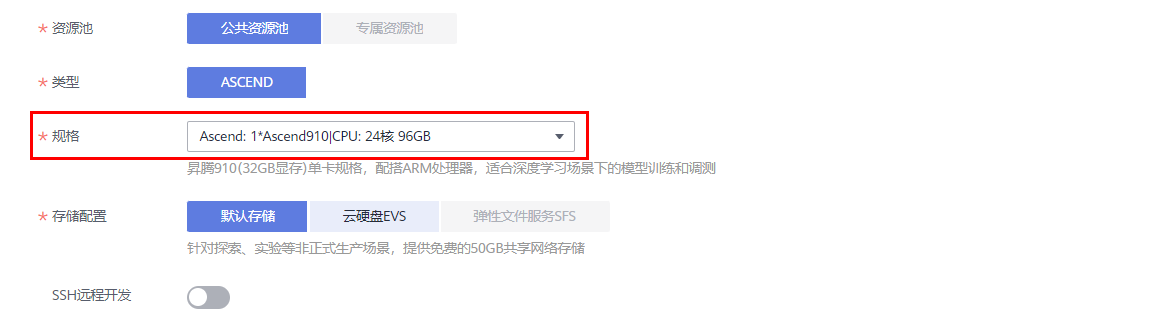 * 资源池 公共资源池 专属资源池
* 类型 ASCEND
* 规格 Ascend: 1*Ascend910|CPU: 24核 96GB
昇腾910(32GB显存)单卡规格，配搭ARM处理器，适合深度学习场景下的模型训练和调测
* 存储配置 默认存储 云硬盘EVS 弹性文件服务SFS
针对探索、实验等非正式生产场景，提供免费的50GB共享网络存储
SSH远程开发